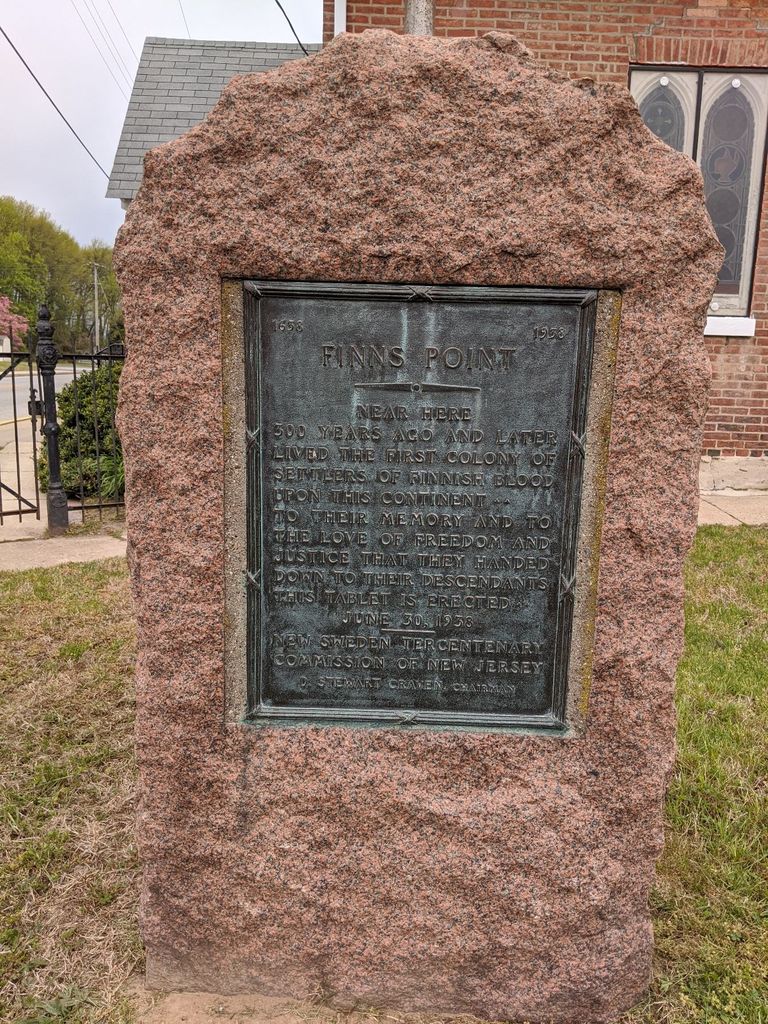 1638 1938
FINNS POINT
NEAR HERE
300 YEARS AGO AND LATER
LIVED THE FIRST COLONY OF
SETTLERS OF FINNISH BLOOD
UPON THIS CONTINENT --
TO THEIR MEMORY AND TO
THE LOVE OF FREEDOM AND
JUSTICE THAT THEY HANDED
DOWN TO THEIR DESCENDANTS
THIS TABLET IS ERECTED
JUNE 30, 1938
NEW SWEDEN TERCENTENARY
COMMISSION OF NEW JERSEY
D. STEWART CRAVEN, CHAIRMAN